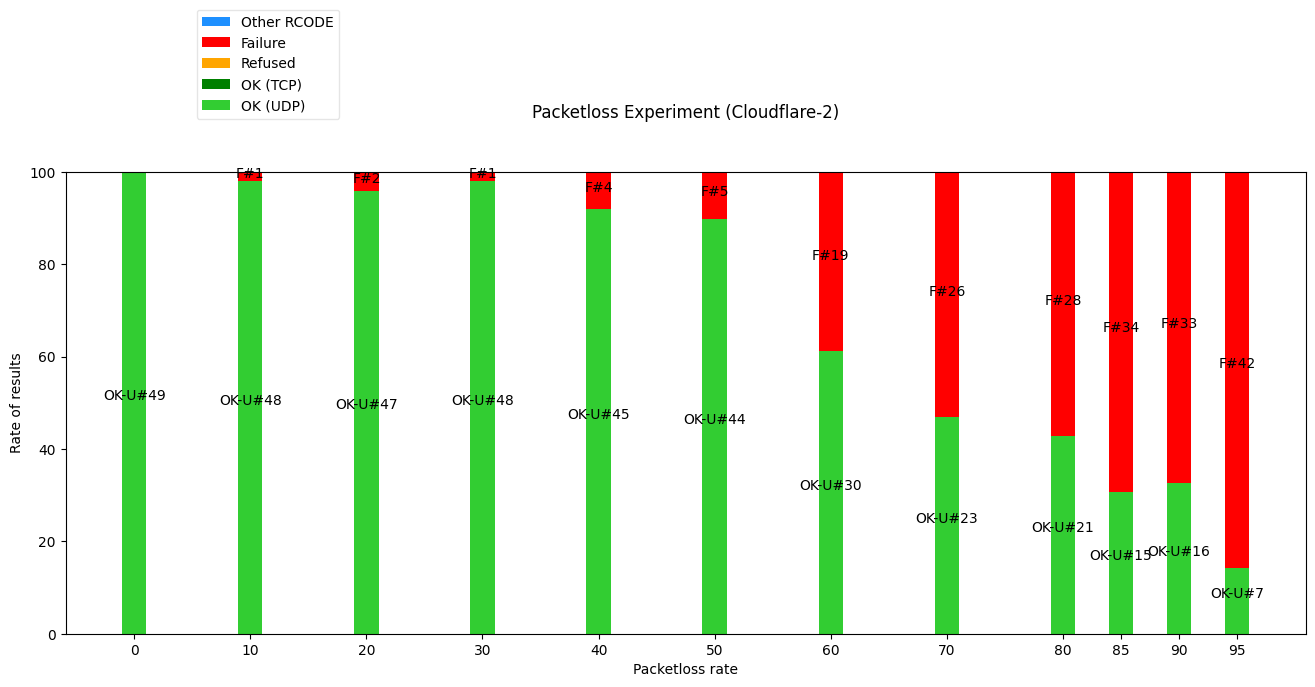 Other RCODE
Failure
Refused
OK (TCP)
OK (UDP)
Packetloss Experiment (Cloudflare-2)
Rate of results
100
80
60
40
20
0
F#1
F#2
F#1
F#4
F#5
F#19
F#26
F#28
F#34
F#33
F#42
OK-U#49
OK-U#48
OK-U#47
OK-U#48
OK-U#45
OK-U#44
OK-U#30
OK-U#23
OK-U#21
OK-U#15
OK-U#16
OK-U#7
0 10 20 30 40 50 60 70 80 85 90 95
Packetloss rate